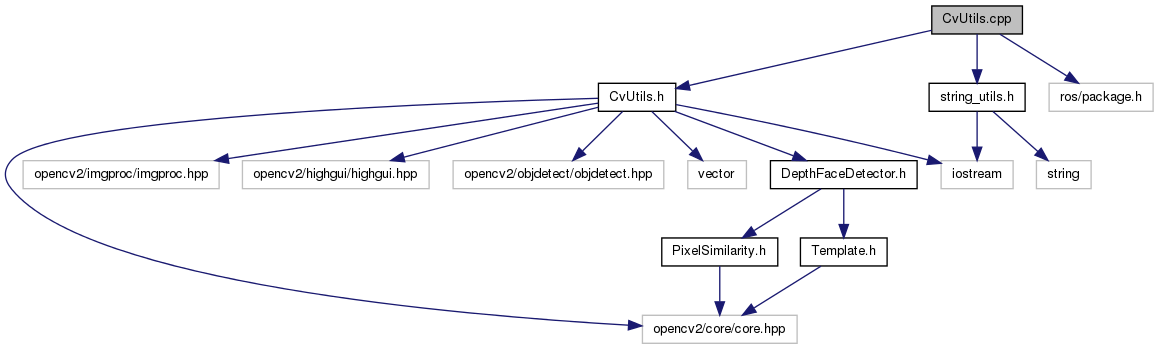 CvUtils.cpp
CvUtils.h
string_utils.h
ros/package.h
opencv2/imgproc/imgproc.hpp
opencv2/highgui/highgui.hpp
opencv2/objdetect/objdetect.hpp
vector
DepthFaceDetector.h
iostream
string
PixelSimilarity.h
Template.h
opencv2/core/core.hpp